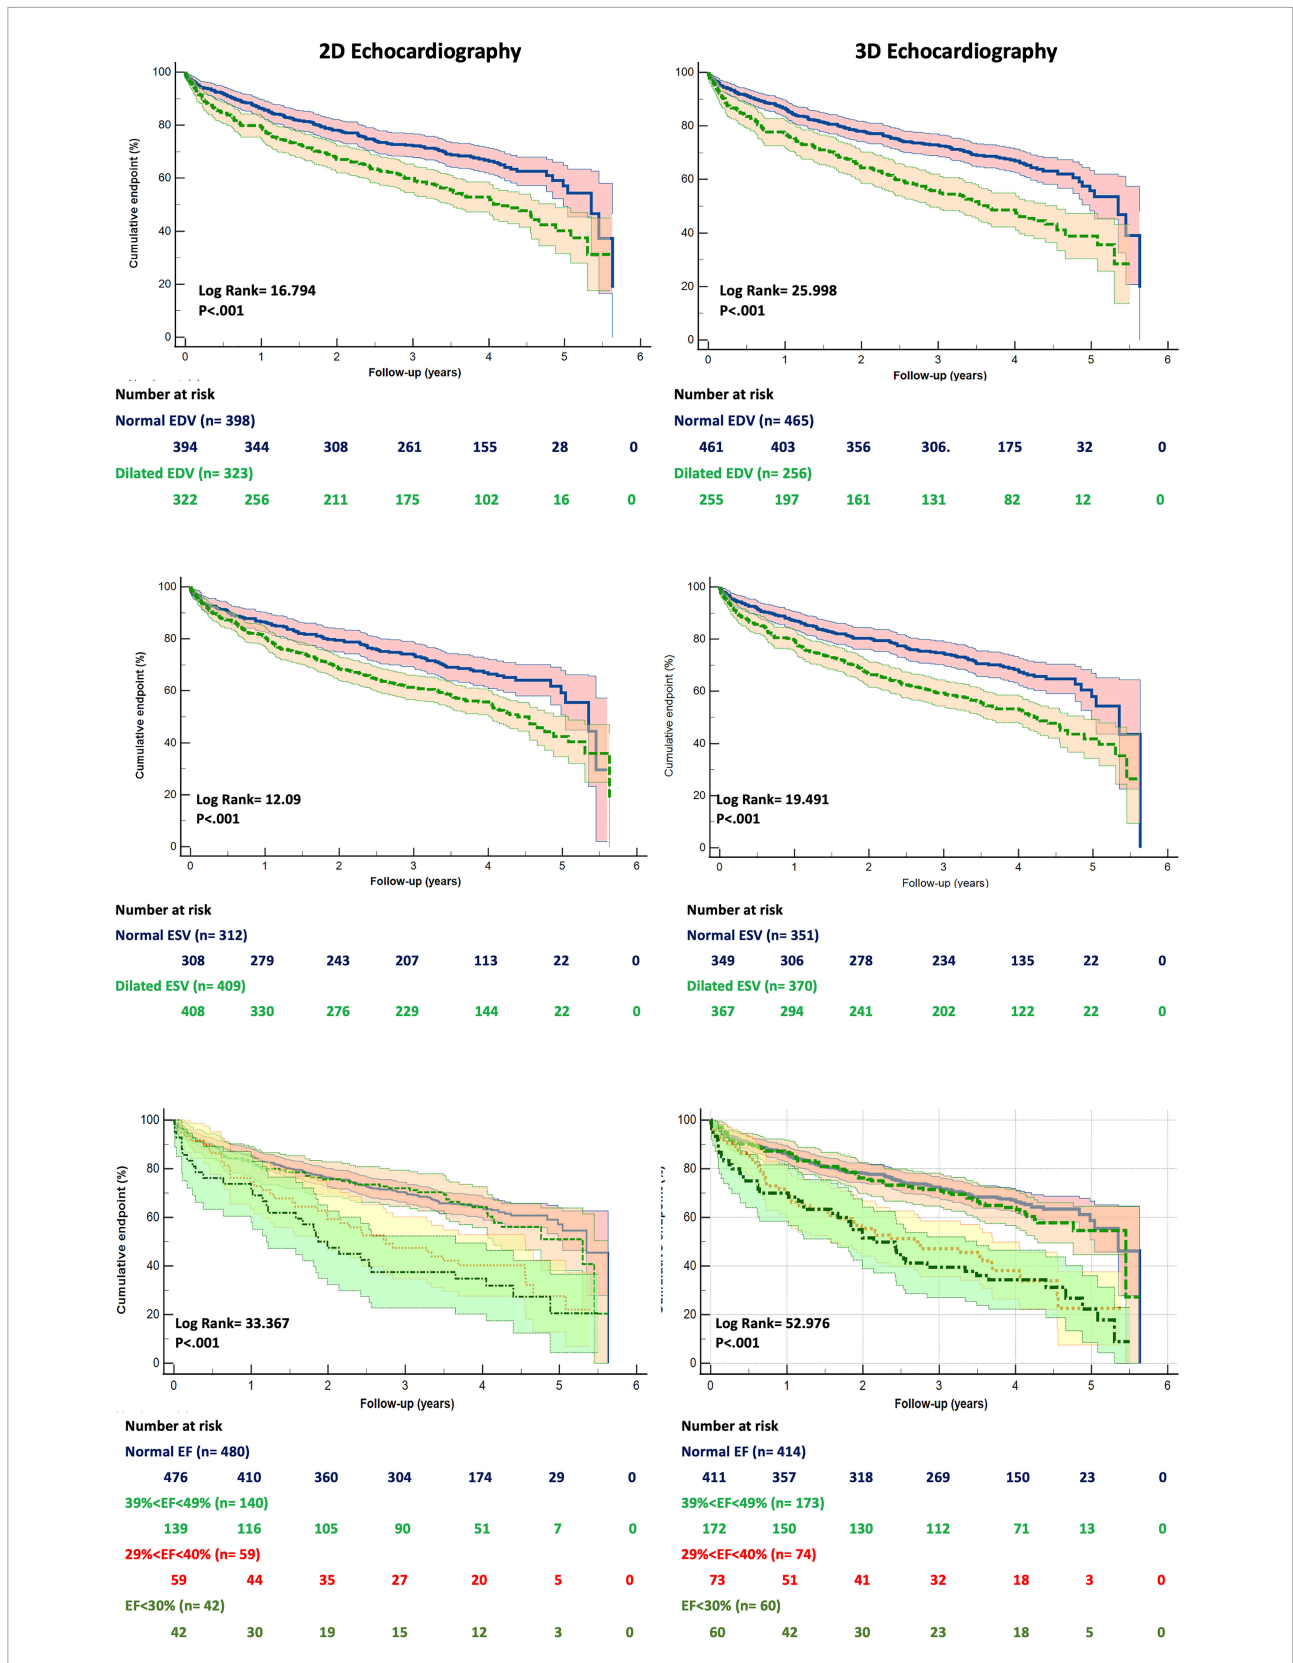 2D Echocardiography
3D Echocardiography
100
80
60
40
20
0
Cumulative endpoint (%)
Log Rank= 16.794
P<.001
0 1 2 3 4 5 6
Follow-up (years)
100
80
60
40
20
0
Cumulative endpoint (%)
Log Rank= 25.998
P<.001
0 1 2 3 4 5 6
Follow-up (years)
Number at risk
Normal EDV (n= 398)
394 344 308 261 155 28 0
Dilated EDV (n= 323)
322 256 211 175 102 16 0
Number at risk
Normal EDV (n= 465)
461 403 356 306. 175 32 0
Dilated EDV (n= 256)
255 197 161 131 82 12 0
100
80
60
40
20
0
Cumulative endpoint (%)
Log Rank= 12.09
P<.001
0 1 2 3 4 5 6
Follow-up (years)
100
80
60
40
20
0
Cumulative endpoint (%)
Log Rank= 19.491
P<.001
0 1 2 3 4 5 6
Follow-up (years)
Number at risk
Normal ESV (n= 312)
308 279 243 207 113 22 0
Dilated ESV (n= 409)
408 330 276 229 144 22 0
Number at risk
Normal ESV (n= 351)
349 306 278 234 135 22 0
Dilated ESV (n= 370)
367 294 241 202 122 22 0
100
80
60
40
20
0
Cumulative endpoint (%)
Log Rank= 33.367
P<.001
0 1 2 3 4 5 6
Follow-up (years)
100
80
60
40
20
0
Log Rank= 52.976
P<.001
0 1 2 3 4 5 6
Follow-up (years)
Number at risk
Normal EF (n= 480)
476 410 360 304 174 29 0
39%<EF<49% (n= 140)
139 116 105 90 51 7 0
29%<EF<40% (n= 59)
59 44 35 27 20 5 0
EF<30% (n= 42)
42 30 19 15 12 3 0
Number at risk
Normal EF (n= 414)
411 357 318 269 150 23 0
39%<EF<49% (n= 173)
172 150 130 112 71 13 0
29%<EF<40% (n= 74)
73 51 41 32 18 3 0
EF<30% (n= 60)
60 42 30 23 18 5 0